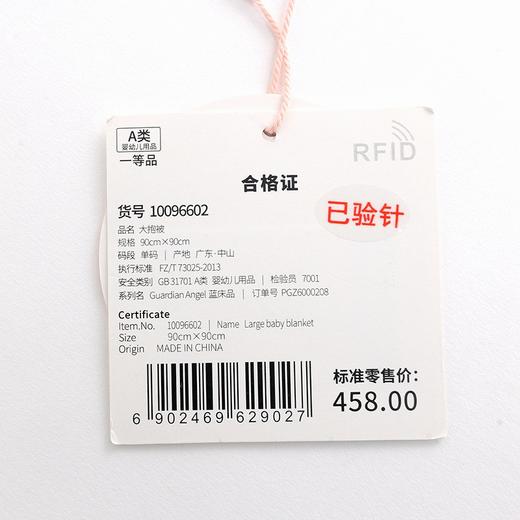 A类
婴幼儿用品
一等品
RFID
合格证
已验针
货号 10096602
品名 大抱被
规格 90cm×90cm
码段 单码 | 产地 广东·中山
执行标准 FZ/T 73025-2013
安全类别 GB 31701 A类 婴幼儿用品 | 检验员 7001
系列名 Guardian Angel 蓝床品 | 订单号 PGZ6000208
Certificate
Item.No. 10096602 | Name Large baby blanket
Size 90cm×90cm
Origin MADE IN CHINA
标准零售价:
458.00
6 902469 629027